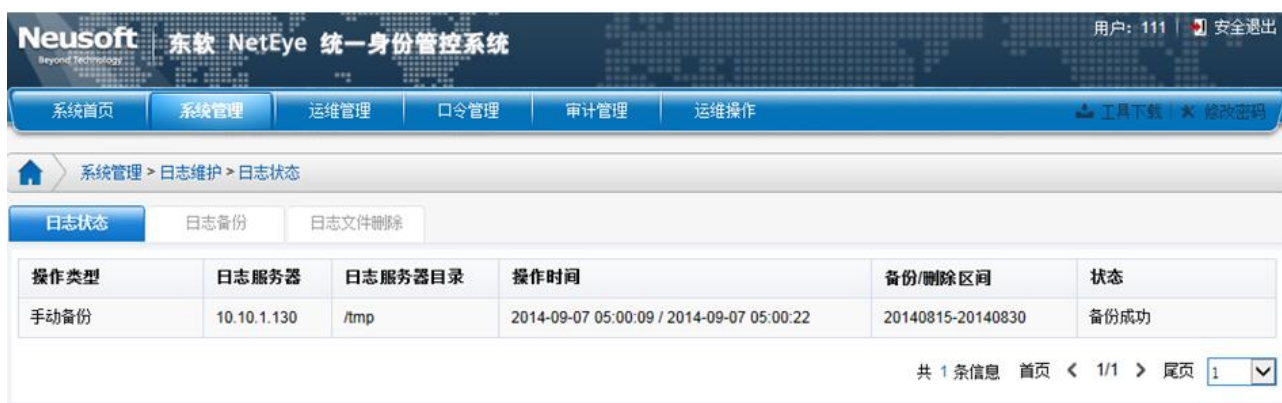 Neusoft 东软 NetEye 统一身份管控系统 用户: 111 安全退出
Beyond Technology
系统首页 系统管理 运维管理 口令管理 审计管理 运维操作 工具下载 修改密码
系统管理 > 日志维护 > 日志状态
日志状态 日志备份 日志文件删除
操作类型 日志服务器 日志服务器目录 操作时间 备份/删除区间 状态
手动备份 10.10.1.130 /tmp 2014-09-07 05:00:09 / 2014-09-07 05:00:22 20140815-20140830 备份成功
共 1 条信息 首页 < 1/1 > 尾页 1